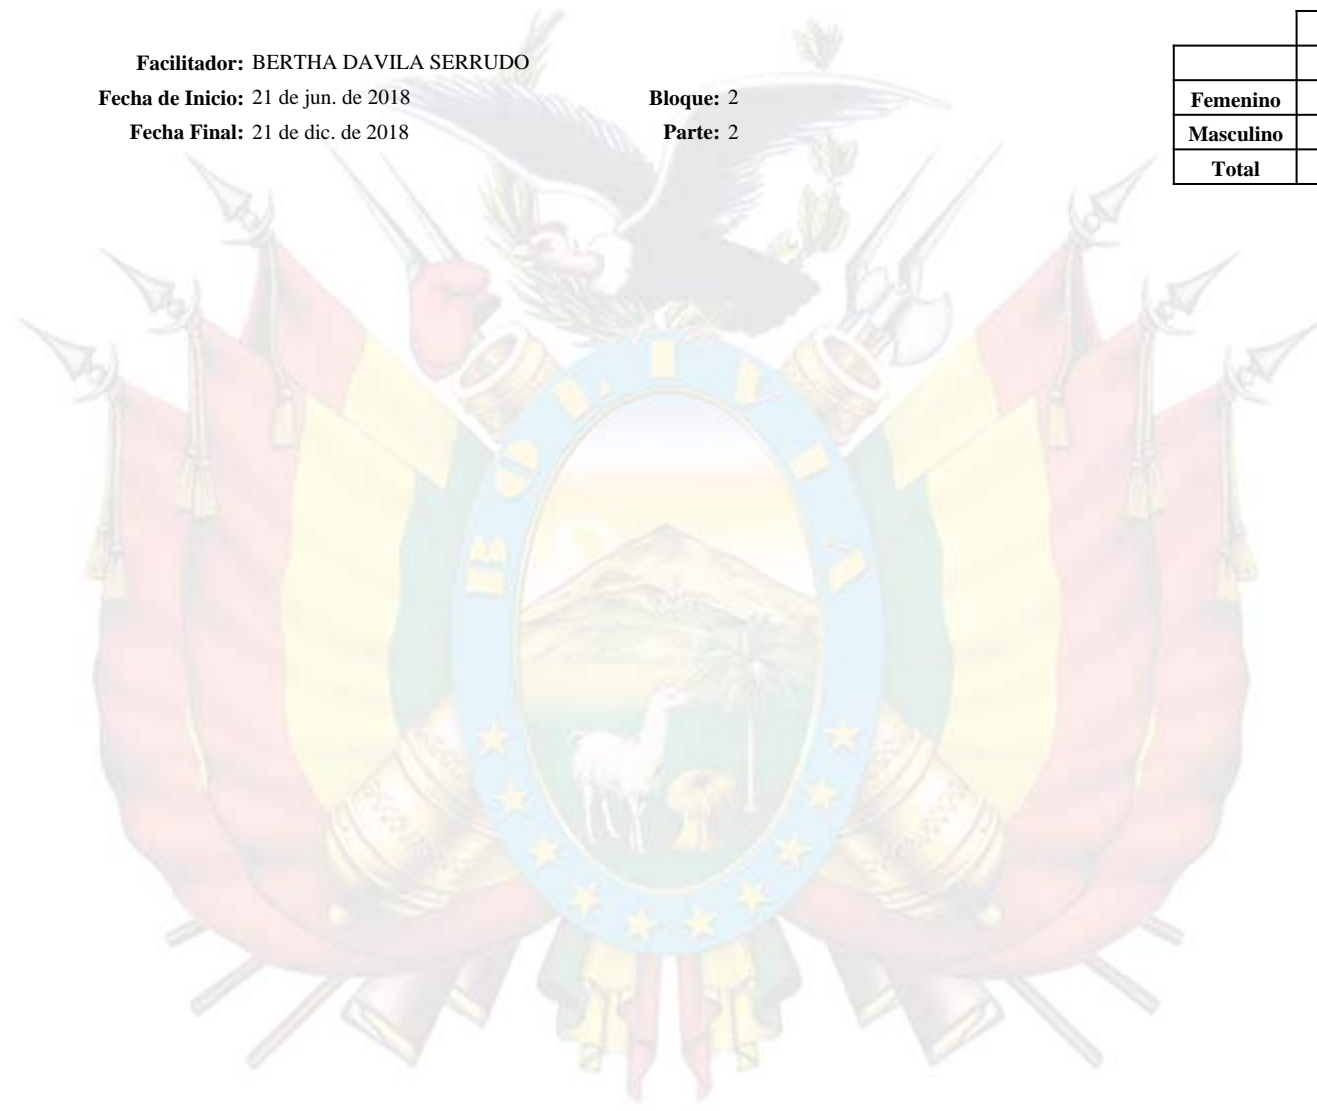 Facilitador: BERTHA DAVILA SERRUDO
Fecha de Inicio: 21 de jun. de 2018 Bloque: 2
Fecha Final: 21 de dic. de 2018 Parte: 2
Femenino
Masculino
Total
BOLIVIA